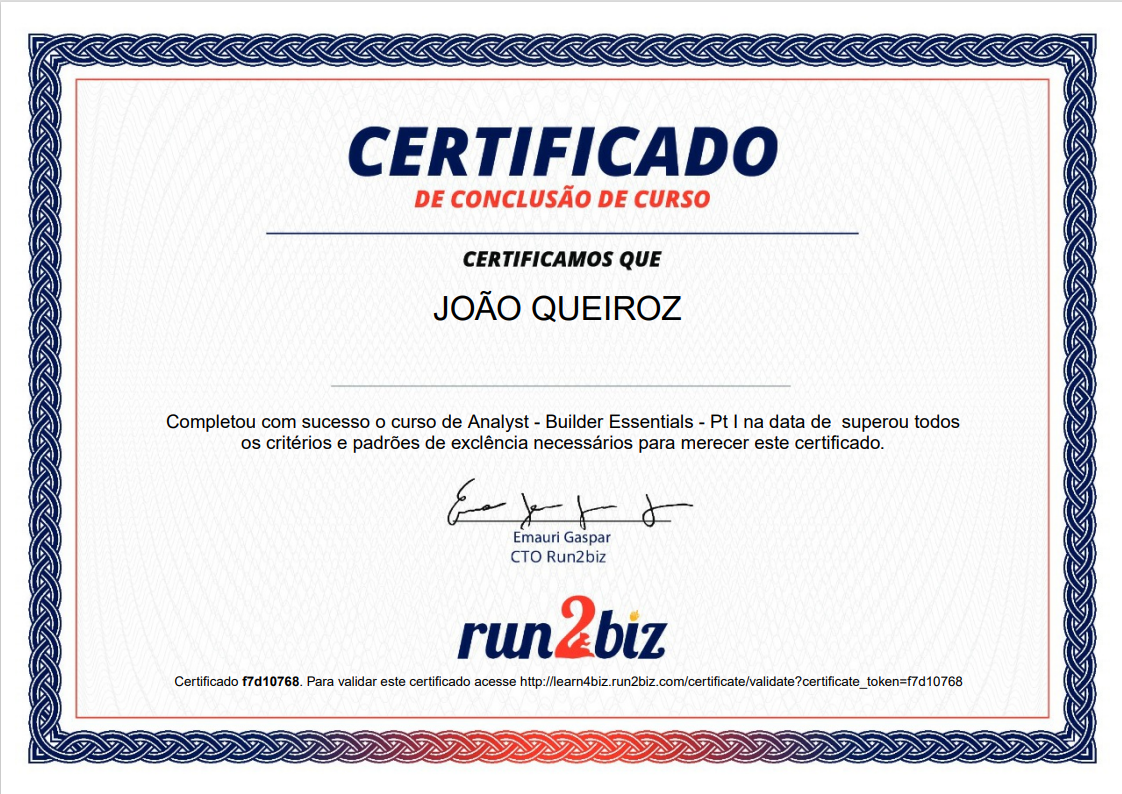 CERTIFICADO
DE CONCLUSÃO DE CURSO
CERTIFICAMOS QUE
JOÃO QUEIROZ
Completou com sucesso o curso de Analyst - Builder Essentials - Pt I na data de  superou todos
os critérios e padrões de exclência necessários para merecer este certificado.
Emauri Gaspar
CTO Run2biz
run2biz
Certificado f7d10768. Para validar este certificado acesse http://learn4biz.run2biz.com/certificate/validate?certificate_token=f7d10768